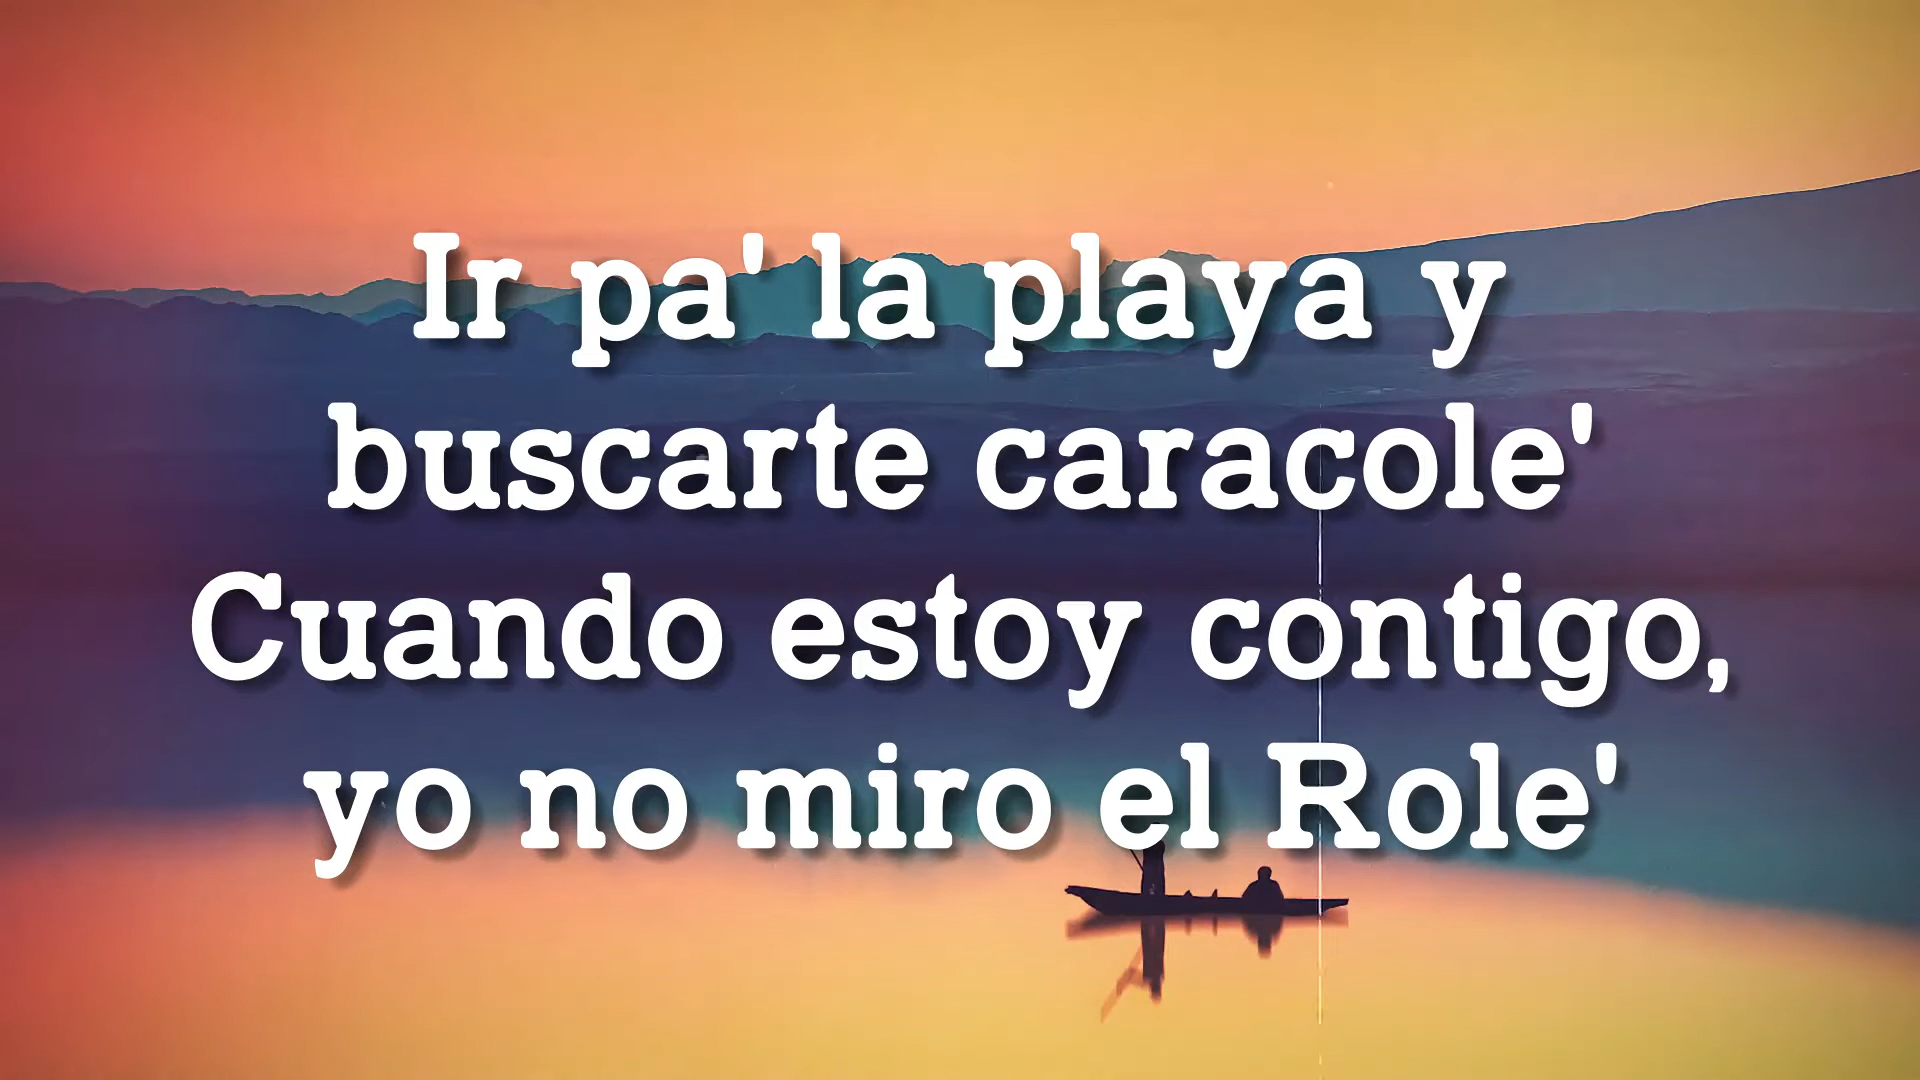 Ir pa' la playa y
buscarte caracole'
Cuando estoy contigo,
yo no miro el Role'